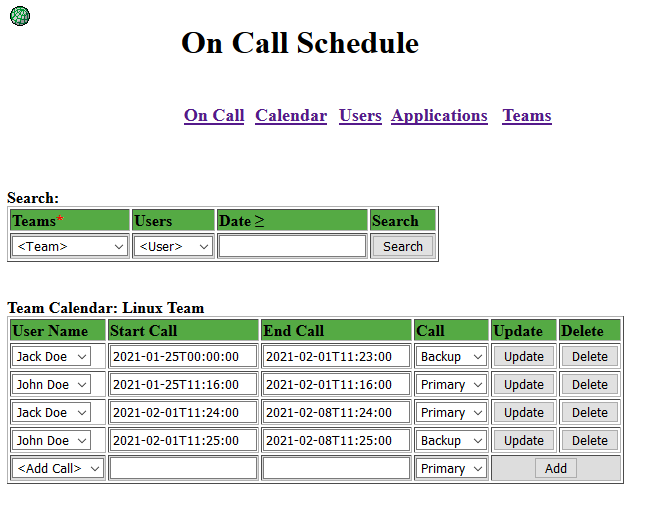 On Call Schedule
On Call Calendar Users Applications Teams
Search:
Teams* Users Date ≥ Search
<Team> <User> Search
Team Calendar: Linux Team
User Name Start Call End Call Call Update Delete
Jack Doe 2021-01-25T00:00:00 2021-02-01T11:23:00 Backup Update Delete
John Doe 2021-01-25T11:16:00 2021-02-01T11:16:00 Primary Update Delete
Jack Doe 2021-02-01T11:24:00 2021-02-08T11:24:00 Primary Update Delete
John Doe 2021-02-01T11:25:00 2021-02-08T11:25:00 Backup Update Delete
<Add Call> Primary Add